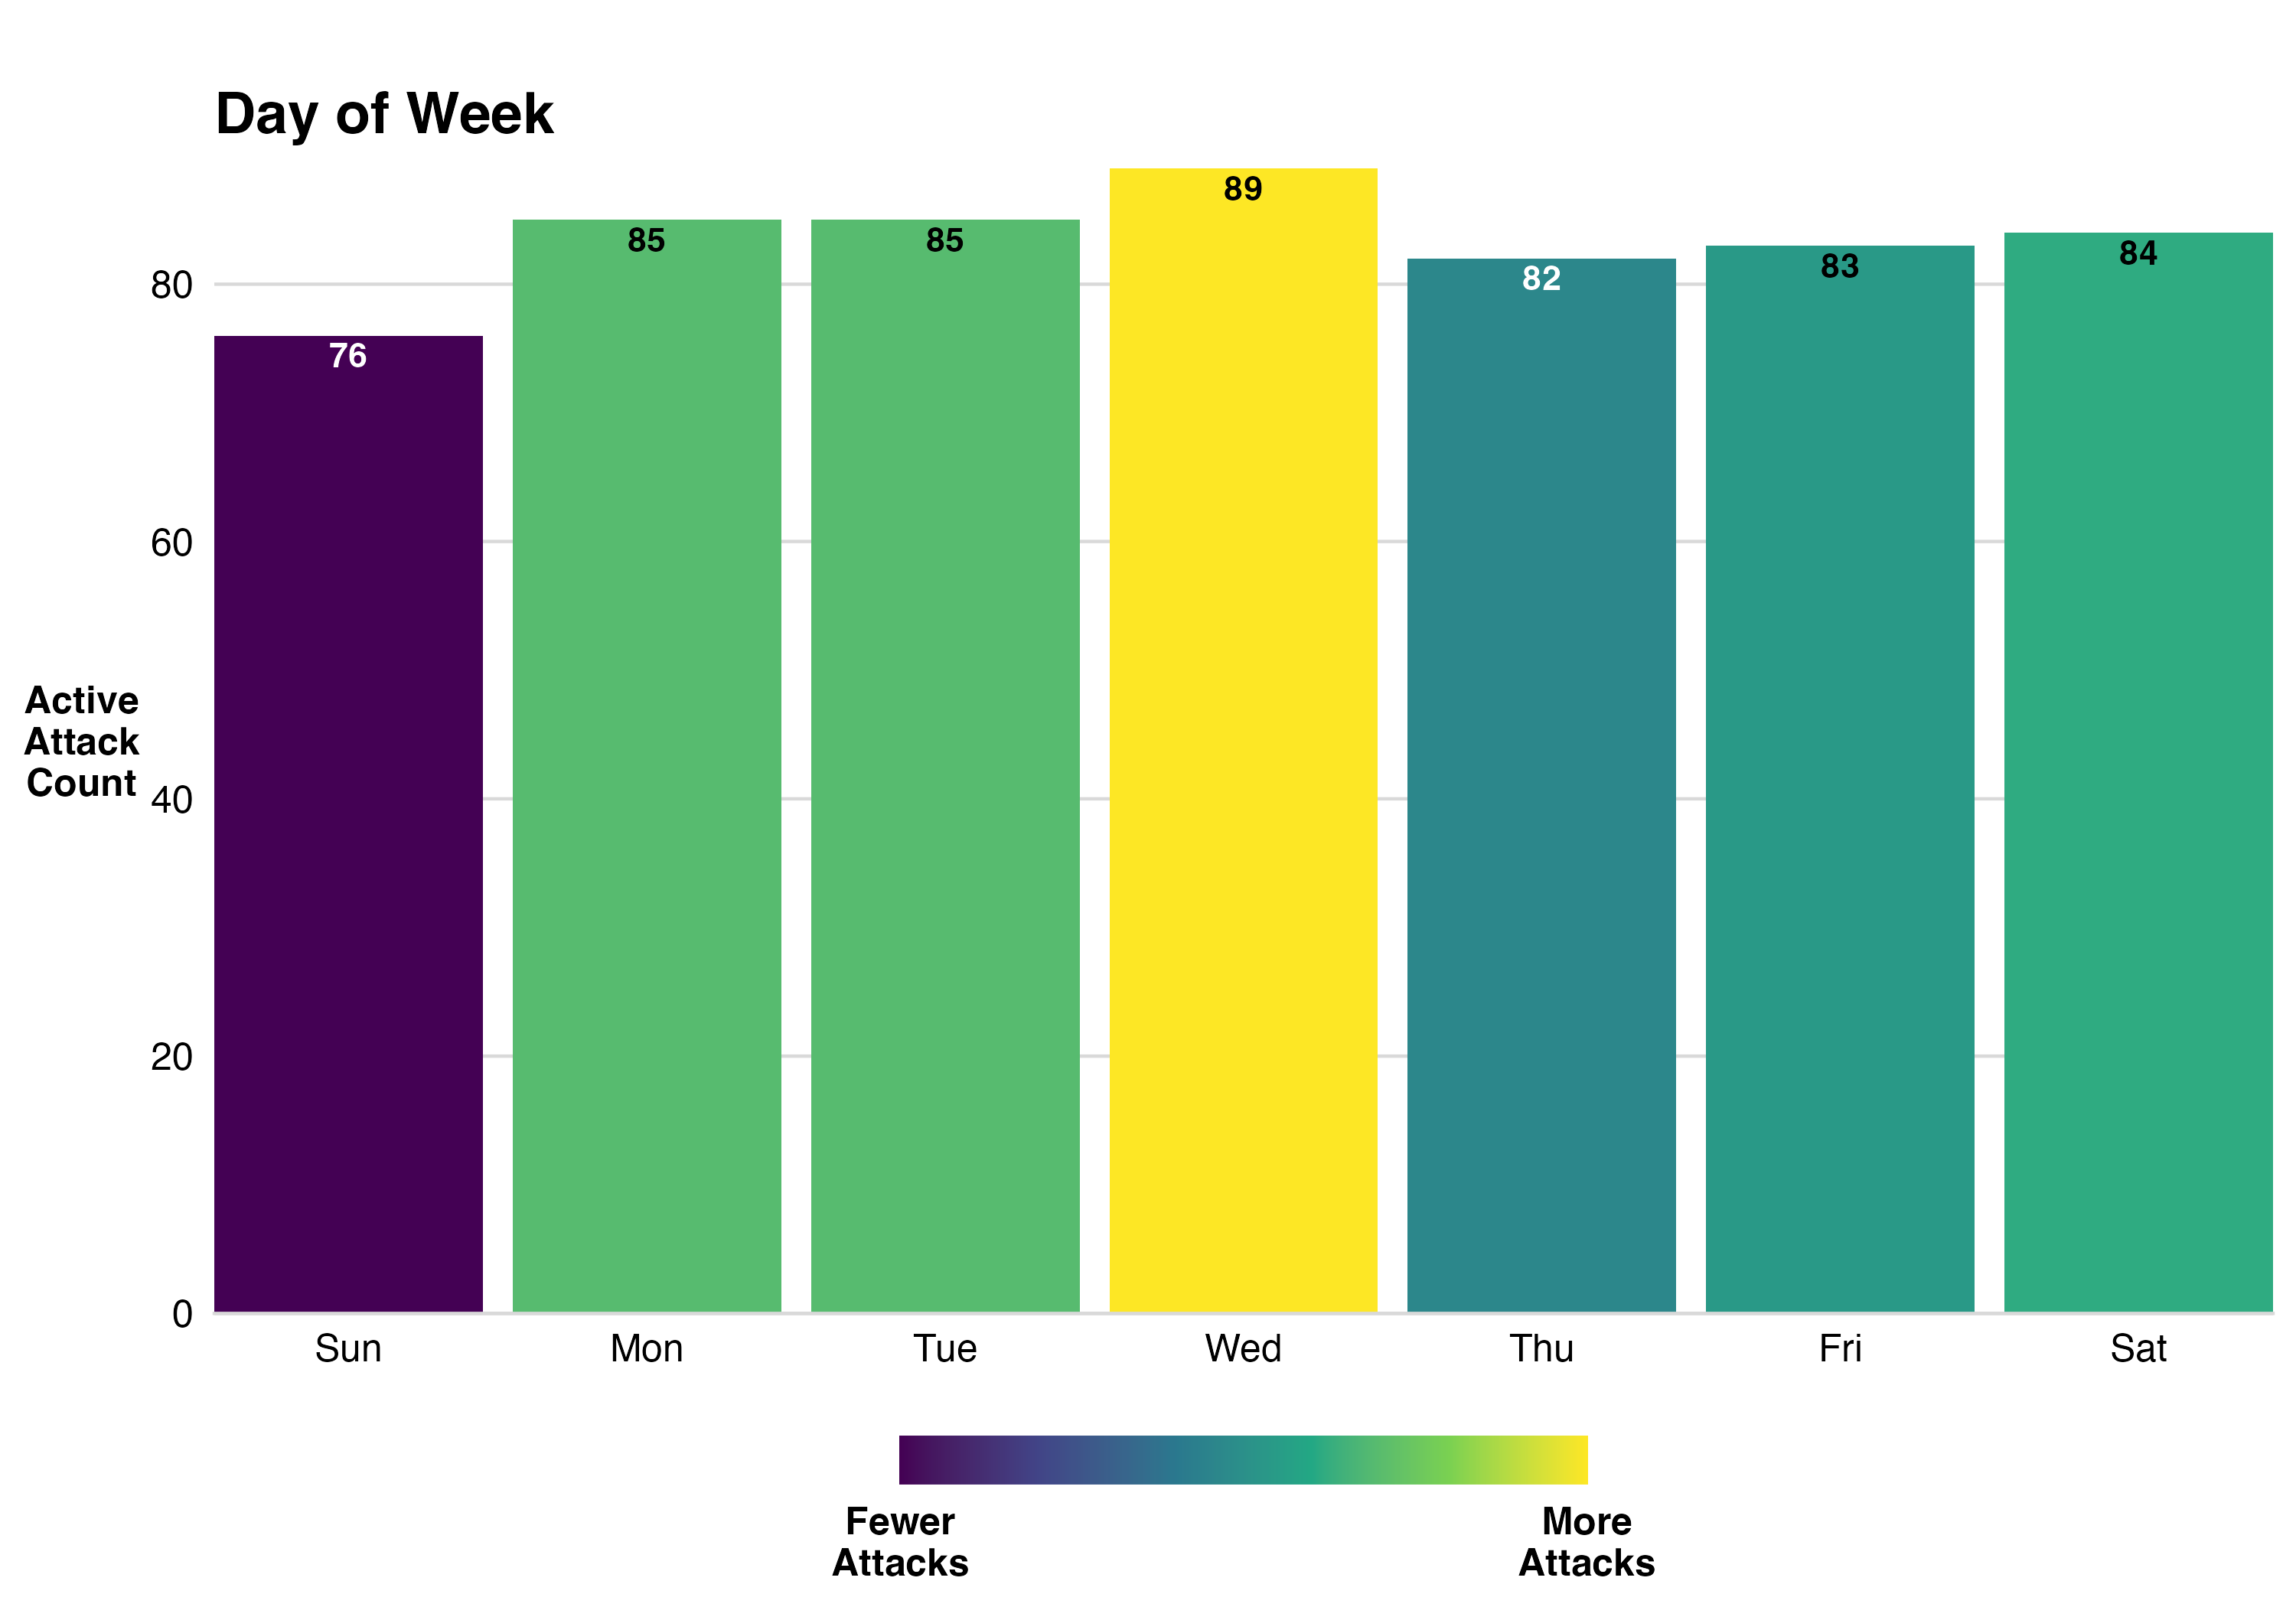 Day of Week
89
85
85
84
83
82
80
76
60
Active
Attack
Count
40
20
0
Sun
Mon
Tue
Wed
Thu
Fri
Sat
Fewer
Attacks
More
Attacks